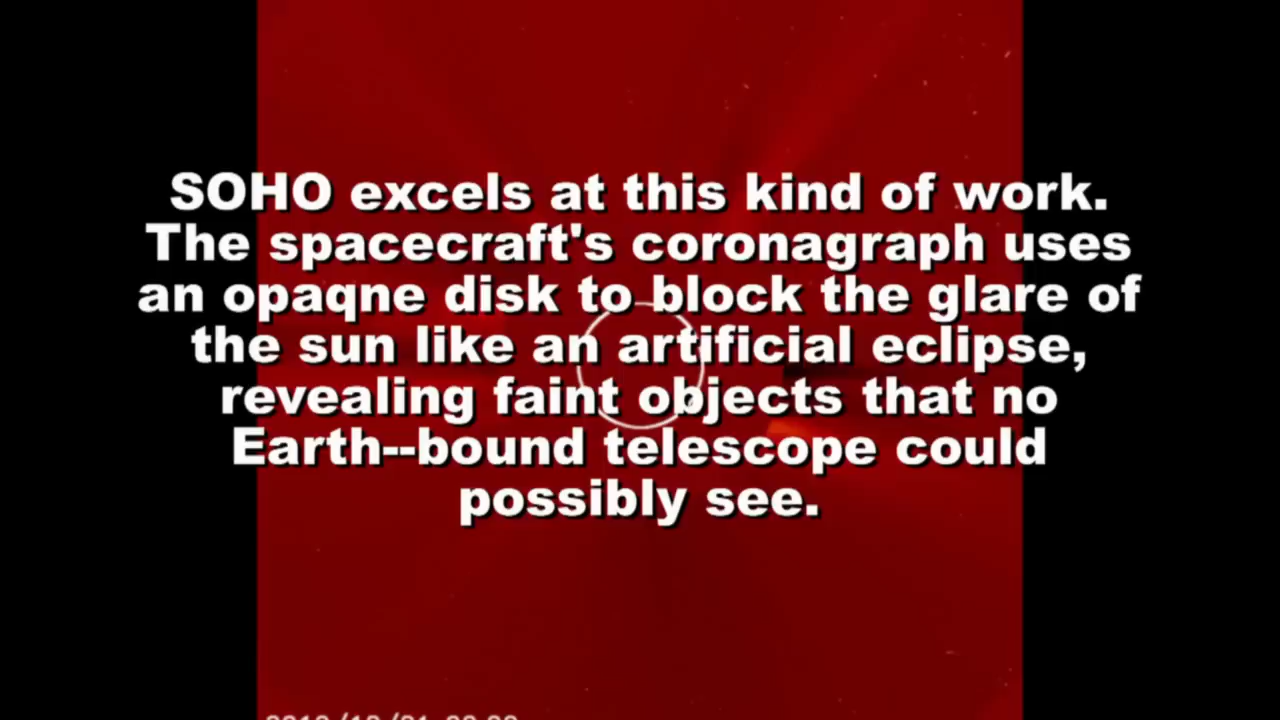 SOHO excels at this kind of work.
The spacecraft's coronagraph uses
an opaqne disk to block the glare of
the sun like an artificial eclipse,
revealing faint objects that no
Earth--bound telescope could
possibly see.